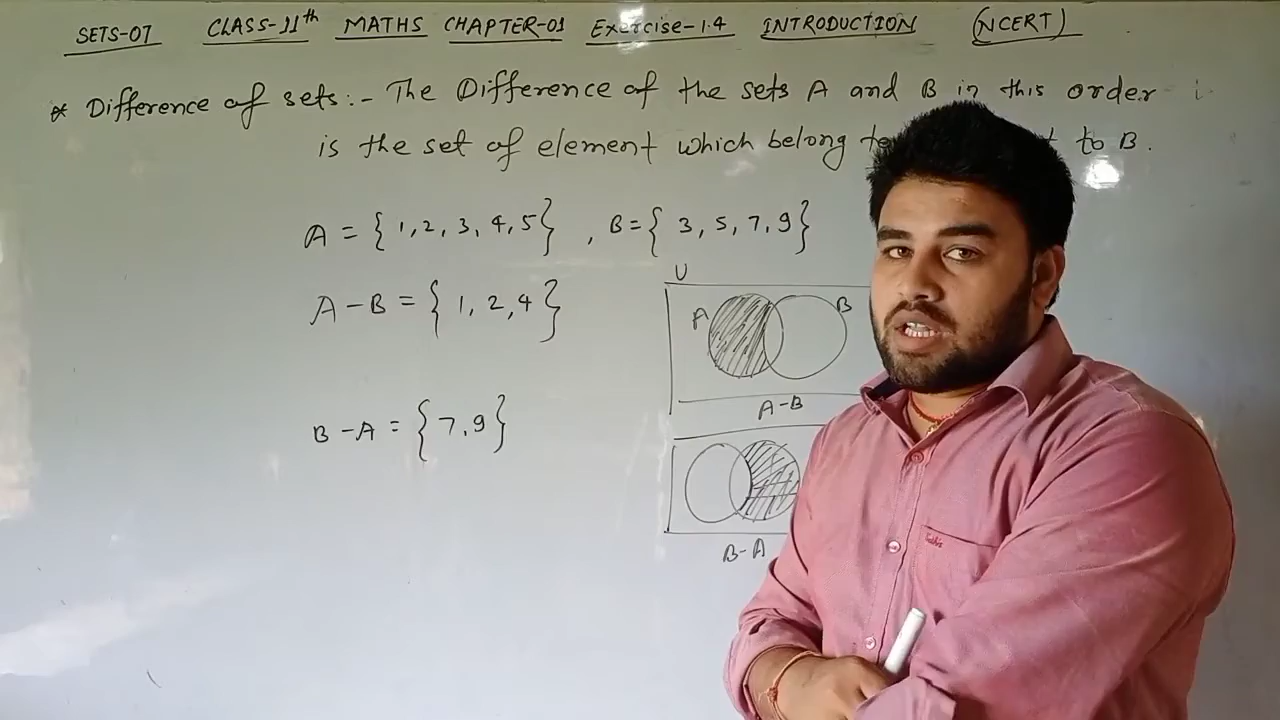 SETS-07 CLASS-11th MATHS CHAPTER-01 Exercise-1.4 INTRODUCTION (NCERT)
* Difference of sets:- The Difference of the sets A and B in this order i
is the set of element which belong to B.
A = { 1, 2, 3, 4, 5 } , B = { 3, 5, 7, 9 }
A - B = { 1, 2, 4 }
U
A B
A-B
B - A = { 7, 9 }
B-A